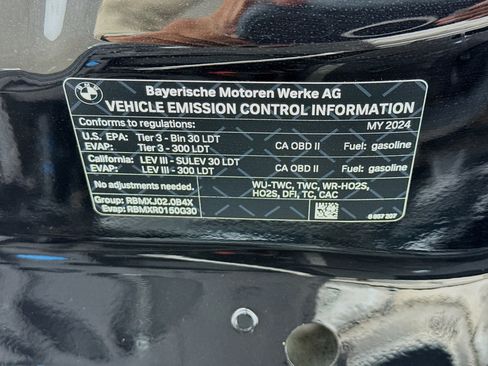 BMW
Bayerische Motoren Werke AG
VEHICLE EMISSION CONTROL INFORMATION
Conforms to regulations: MY 2024
U.S. EPA: Tier 3 - Bin 30 LDT CA OBD II Fuel: gasoline
EVAP: Tier 3 - 300 LDT
California: LEV III - SULEV 30 LDT CA OBD II Fuel: gasoline
EVAP: LEV III - 300 LDT
No adjustments needed. WU-TWC, TWC, WR-HO2S,
Group: RBMXJ02.0B4X HO2S, DFI, TC, CAC
Evap: RBMXR0150G30